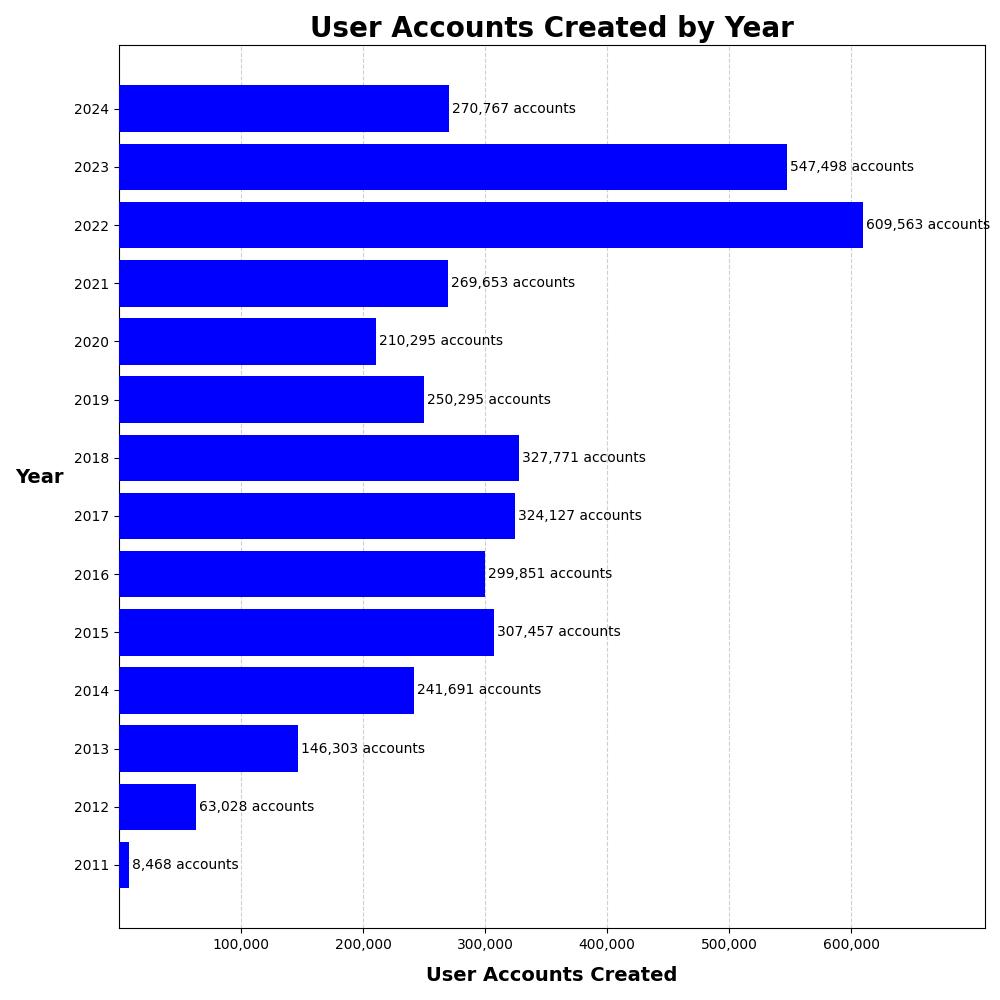 User Accounts Created by Year
2024
270,767 accounts
2023
547,498 accounts
2022
609,563 accounts
2021
269,653 accounts
2020
210,295 accounts
2019
250,295 accounts
2018
327,771 accounts
Year
2017
324,127 accounts
2016
299,851 accounts
2015
307,457 accounts
2014
241,691 accounts
2013
146,303 accounts
2012
63,028 accounts
2011
8,468 accounts
100,000
200,000
300,000
400,000
500,000
600,000
User Accounts Created